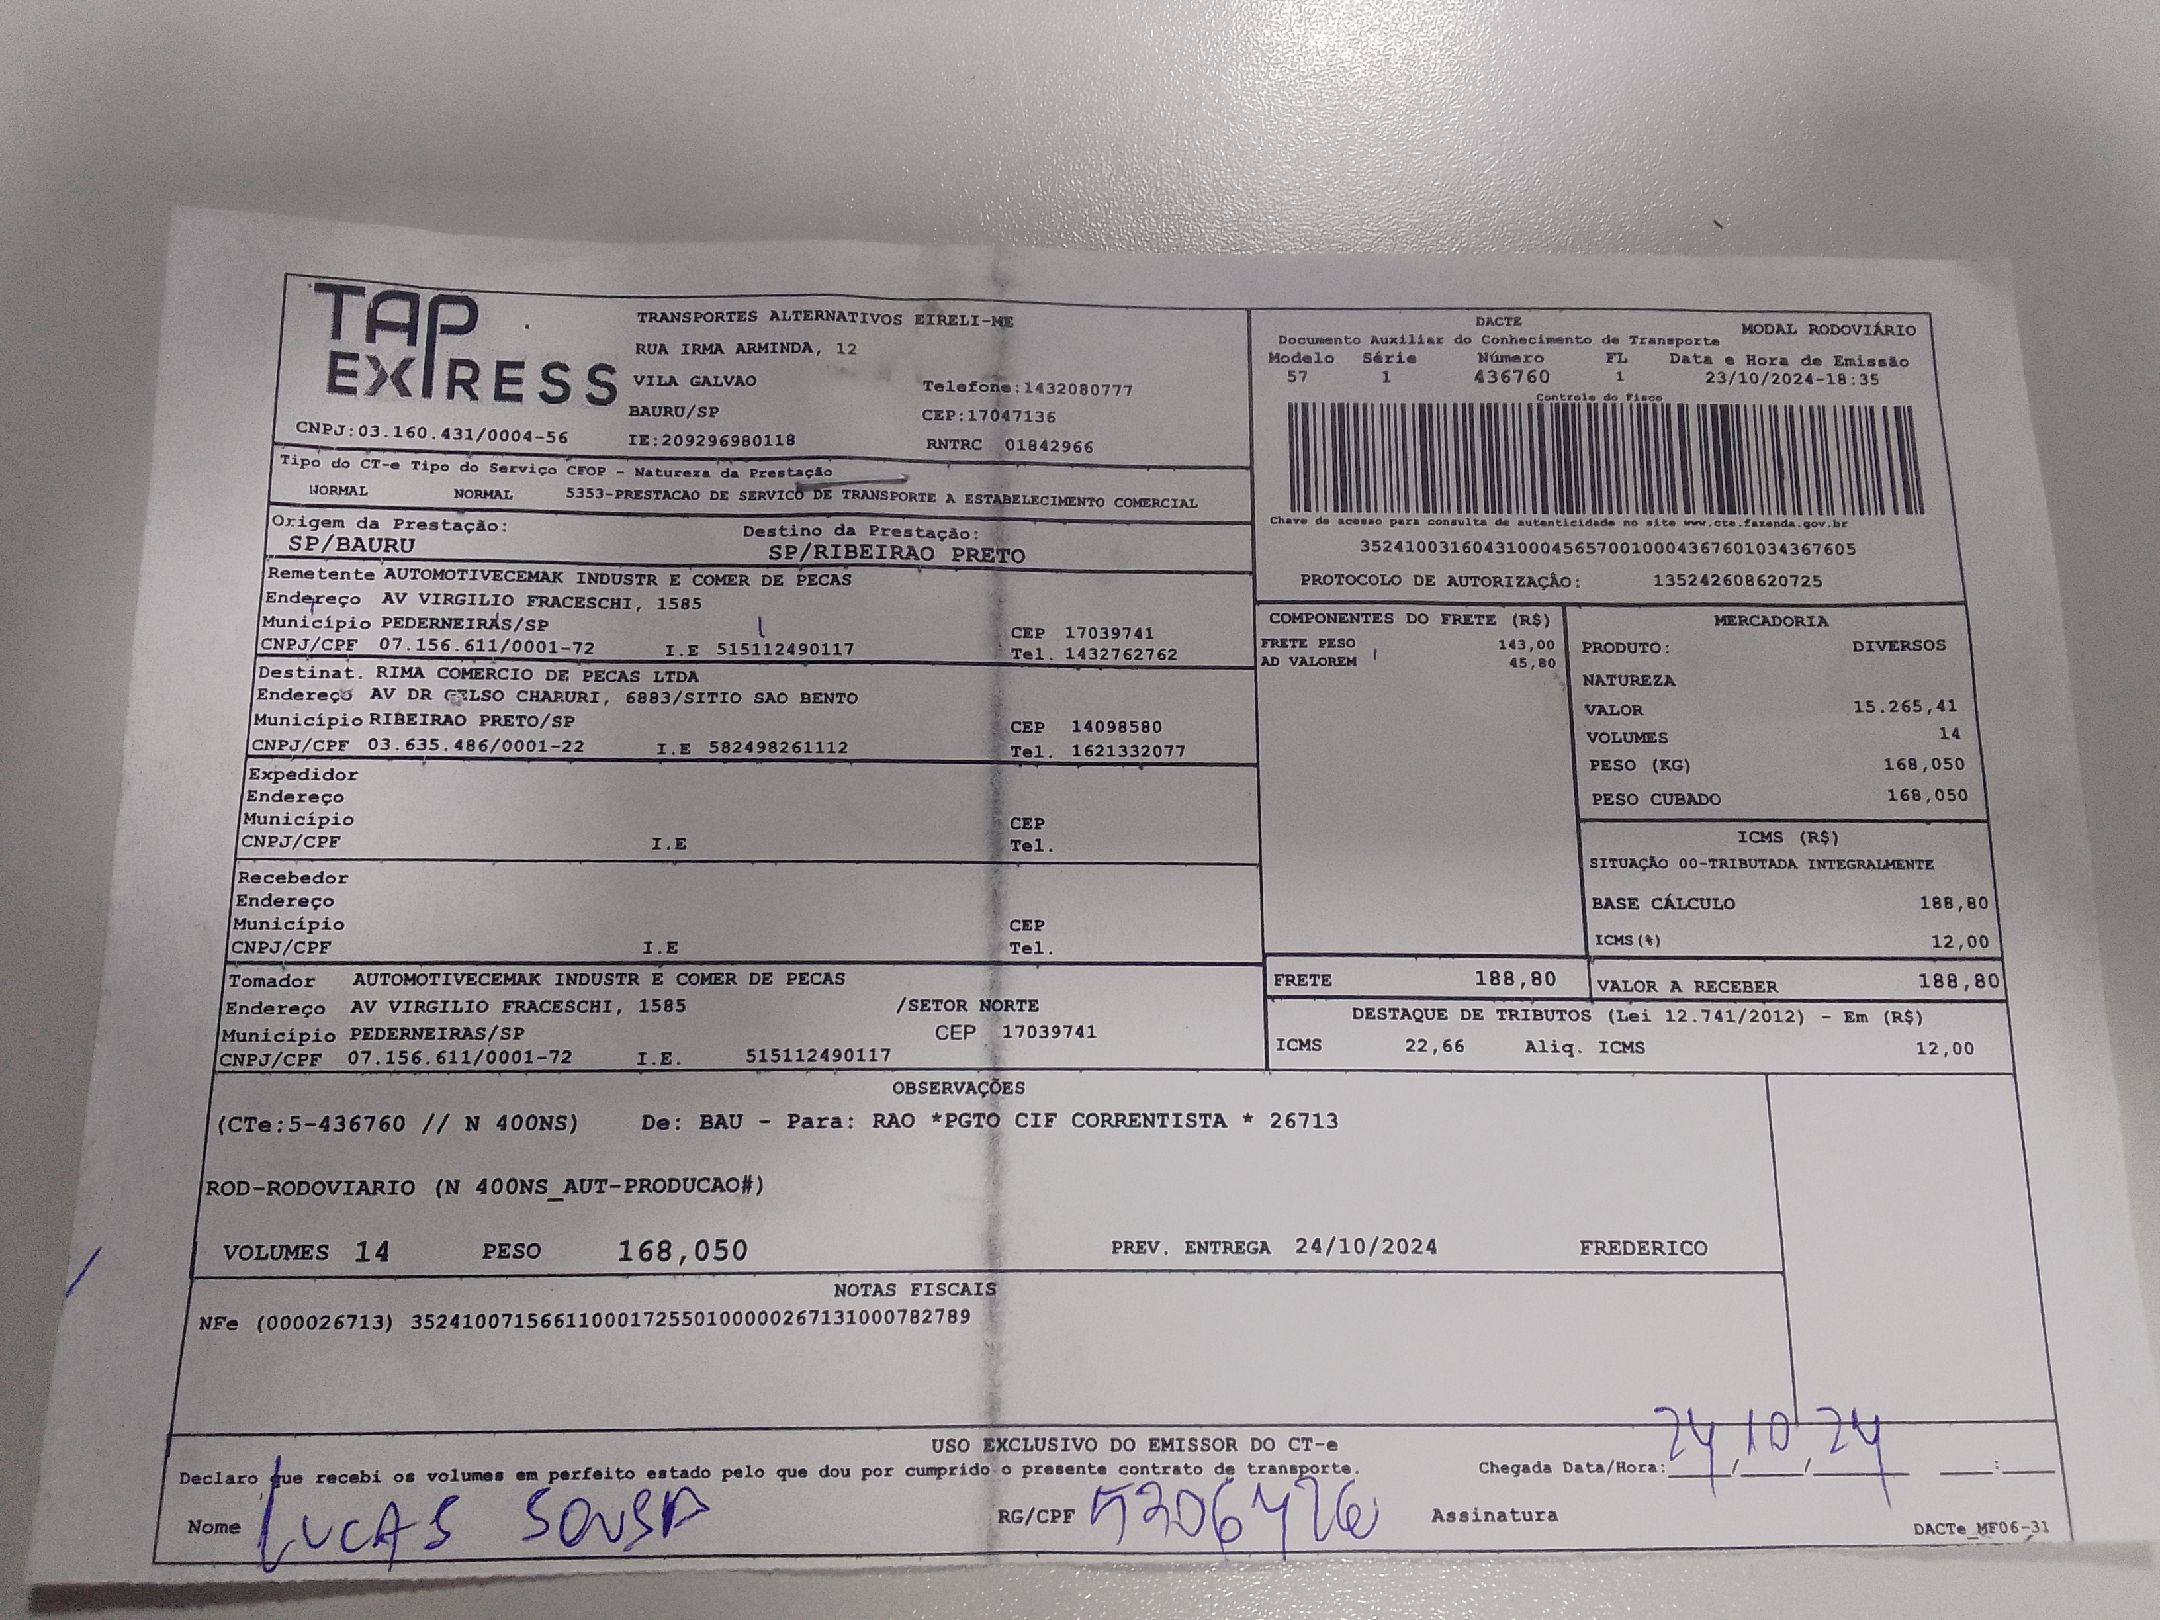 TAP EXPRESS
TRANSPORTES ALTERNATIVOS EIRELI-ME
RUA IRMA ARMINDA, 12
VILA GALVAO
Telefone:1432080777
BAURU/SP
CEP:17047136
CNPJ:03.160.431/0004-56
IE:209296980118
RNTRC 01842966
DACTE
MODAL RODOVIÁRIO
Documento Auxiliar do Conhecimento de Transporte
Modelo Série Número FL Data e Hora de Emissão
57 1 436760 1 23/10/2024-18:35
Controle do Fisco
Chave de acesso para consulta de autenticidade no site www.cte.fazenda.gov.br
35241003160431000456570010004367601034367605
PROTOCOLO DE AUTORIZAÇÃO: 135242608620725
Tipo do CT-e Tipo do Serviço CFOP - Natureza da Prestação
NORMAL NORMAL 5353-PRESTACAO DE SERVICO DE TRANSPORTE A ESTABELECIMENTO COMERCIAL
Origem da Prestação: Destino da Prestação:
SP/BAURU SP/RIBEIRAO PRETO
Remetente AUTOMOTIVECEMAK INDUSTR E COMER DE PECAS
Endereço AV VIRGILIO FRACESCHI, 1585
Município PEDERNEIRAS/SP CEP 17039741
CNPJ/CPF 07.156.611/0001-72 I.E 515112490117 Tel. 1432762762
Destinat. RIMA COMERCIO DE PECAS LTDA
Endereço AV DR CELSO CHARURI, 6883/SITIO SAO BENTO
Município RIBEIRAO PRETO/SP CEP 14098580
CNPJ/CPF 03.635.486/0001-22 I.E 582498261112 Tel. 1621332077
Expedidor
Endereço
Município CEP
CNPJ/CPF I.E Tel.
Recebedor
Endereço
Município CEP
CNPJ/CPF I.E Tel.
Tomador AUTOMOTIVECEMAK INDUSTR E COMER DE PECAS
Endereço AV VIRGILIO FRACESCHI, 1585 /SETOR NORTE
Município PEDERNEIRAS/SP CEP 17039741
CNPJ/CPF 07.156.611/0001-72 I.E. 515112490117
COMPONENTES DO FRETE (R$)
FRETE PESO 143,00
AD VALOREM 45,80
MERCADORIA
PRODUTO: DIVERSOS
NATUREZA
VALOR 15.265,41
VOLUMES 14
PESO (KG) 168,050
PESO CUBADO 168,050
ICMS (R$)
SITUAÇÃO 00-TRIBUTADA INTEGRALMENTE
BASE CÁLCULO 188,80
ICMS(%) 12,00
FRETE 188,80 VALOR A RECEBER 188,80
DESTAQUE DE TRIBUTOS (Lei 12.741/2012) - Em (R$)
ICMS 22,66 Aliq. ICMS 12,00
OBSERVAÇÕES
(CTe:5-436760 // N 400NS) De: BAU - Para: RAO *PGTO CIF CORRENTISTA * 26713
ROD-RODOVIARIO (N 400NS_AUT-PRODUCAO#)
VOLUMES 14 PESO 168,050 PREV. ENTREGA 24/10/2024 FREDERICO
NOTAS FISCAIS
NFe (000026713) 35241007156611000172550100000267131000782789
USO EXCLUSIVO DO EMISSOR DO CT-e
Declaro que recebi os volumes em perfeito estado pelo que dou por cumprido o presente contrato de transporte.
Chegada Data/Hora: 24/10/24 :
Nome LUCAS SOUSA RG/CPF Assinatura
DACTe_MF06-31